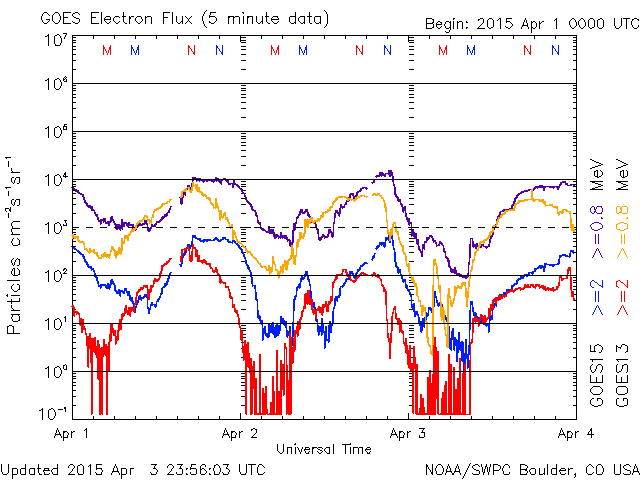 GOES Electron Flux (5 minute data)
Begin: 2015 Apr 1 0000 UTC
M M N N M M N N M M N N
10⁷
10⁶
10⁵
10⁴
10³
10²
10¹
10⁰
10⁻¹
Particles cm⁻²s⁻¹sr⁻¹
Apr 1 Apr 2 Apr 3 Apr 4
Universal Time
GOES15 >=2 >=0.8 MeV
GOES13 >=2 >=0.8 MeV
Updated 2015 Apr 3 23:56:03 UTC
NOAA/SWPC Boulder, CO USA